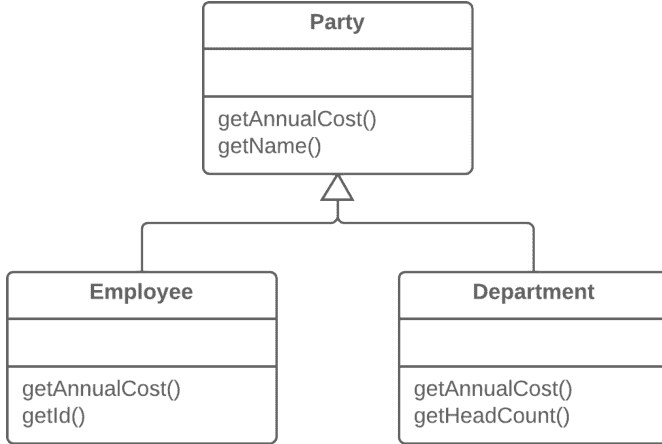 Party
getAnnualCost()
getName()
Employee
getAnnualCost()
getId()
Department
getAnnualCost()
getHeadCount()